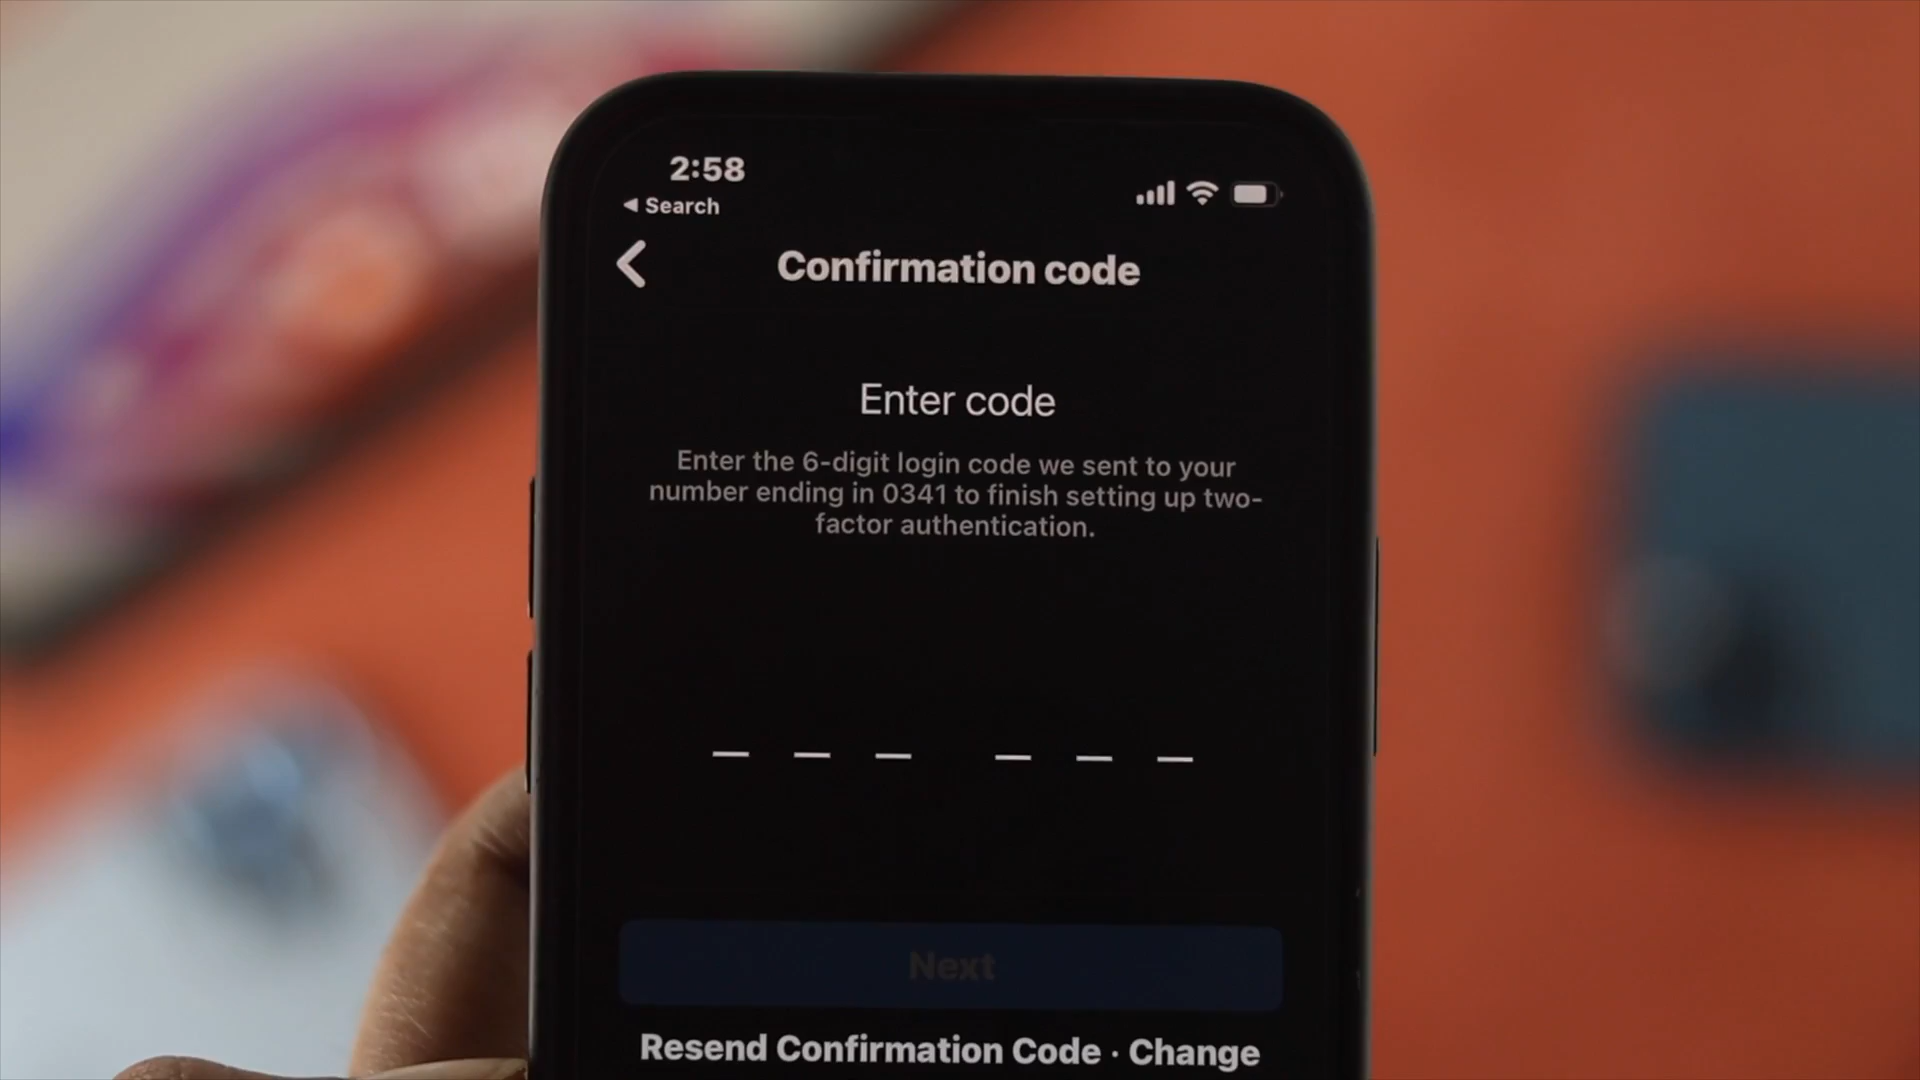 2:58
◀ Search
Confirmation code
Enter code
Enter the 6-digit login code we sent to your
number ending in 0341 to finish setting up two-
factor authentication.
Next
Resend Confirmation Code · Change